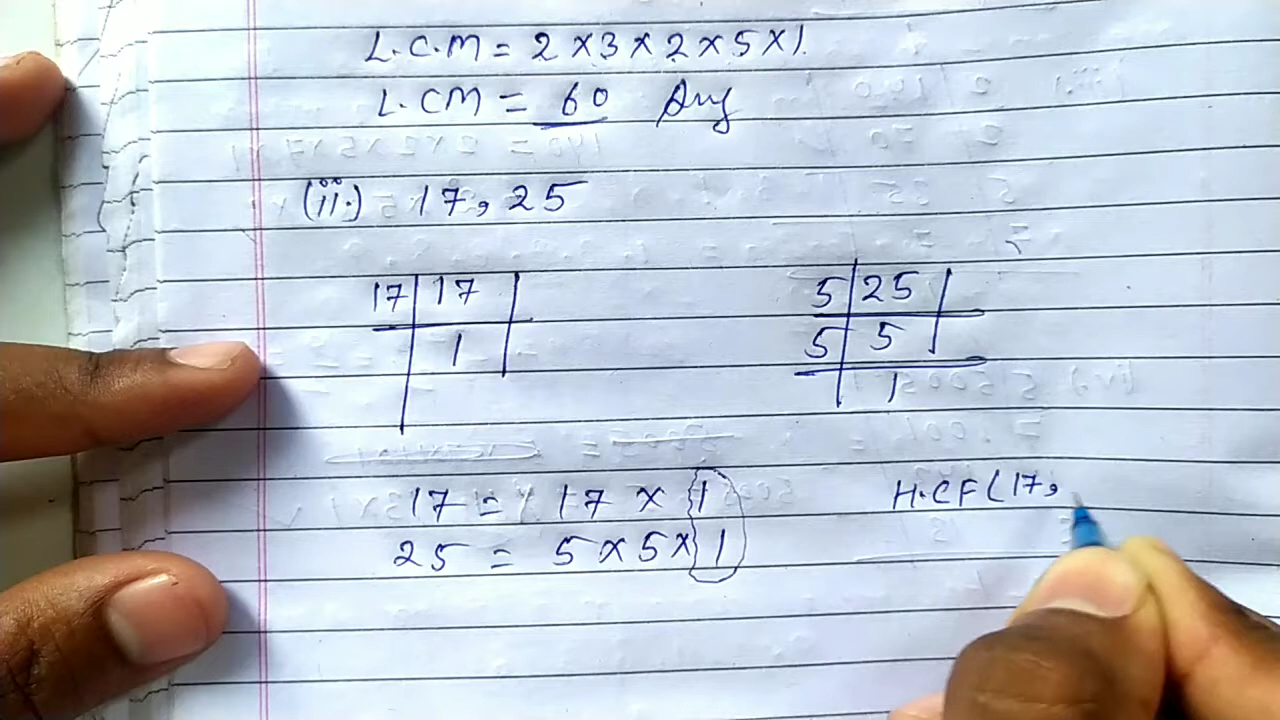 L.C.M = 2 × 3 × 2 × 5 × 1.
L.CM = 60 Ans
(ii.) 17, 25
17 | 17
1
5 | 25
5 | 5
1
17 = 17 × 1
25 = 5 × 5 × 1
H.CF (17,